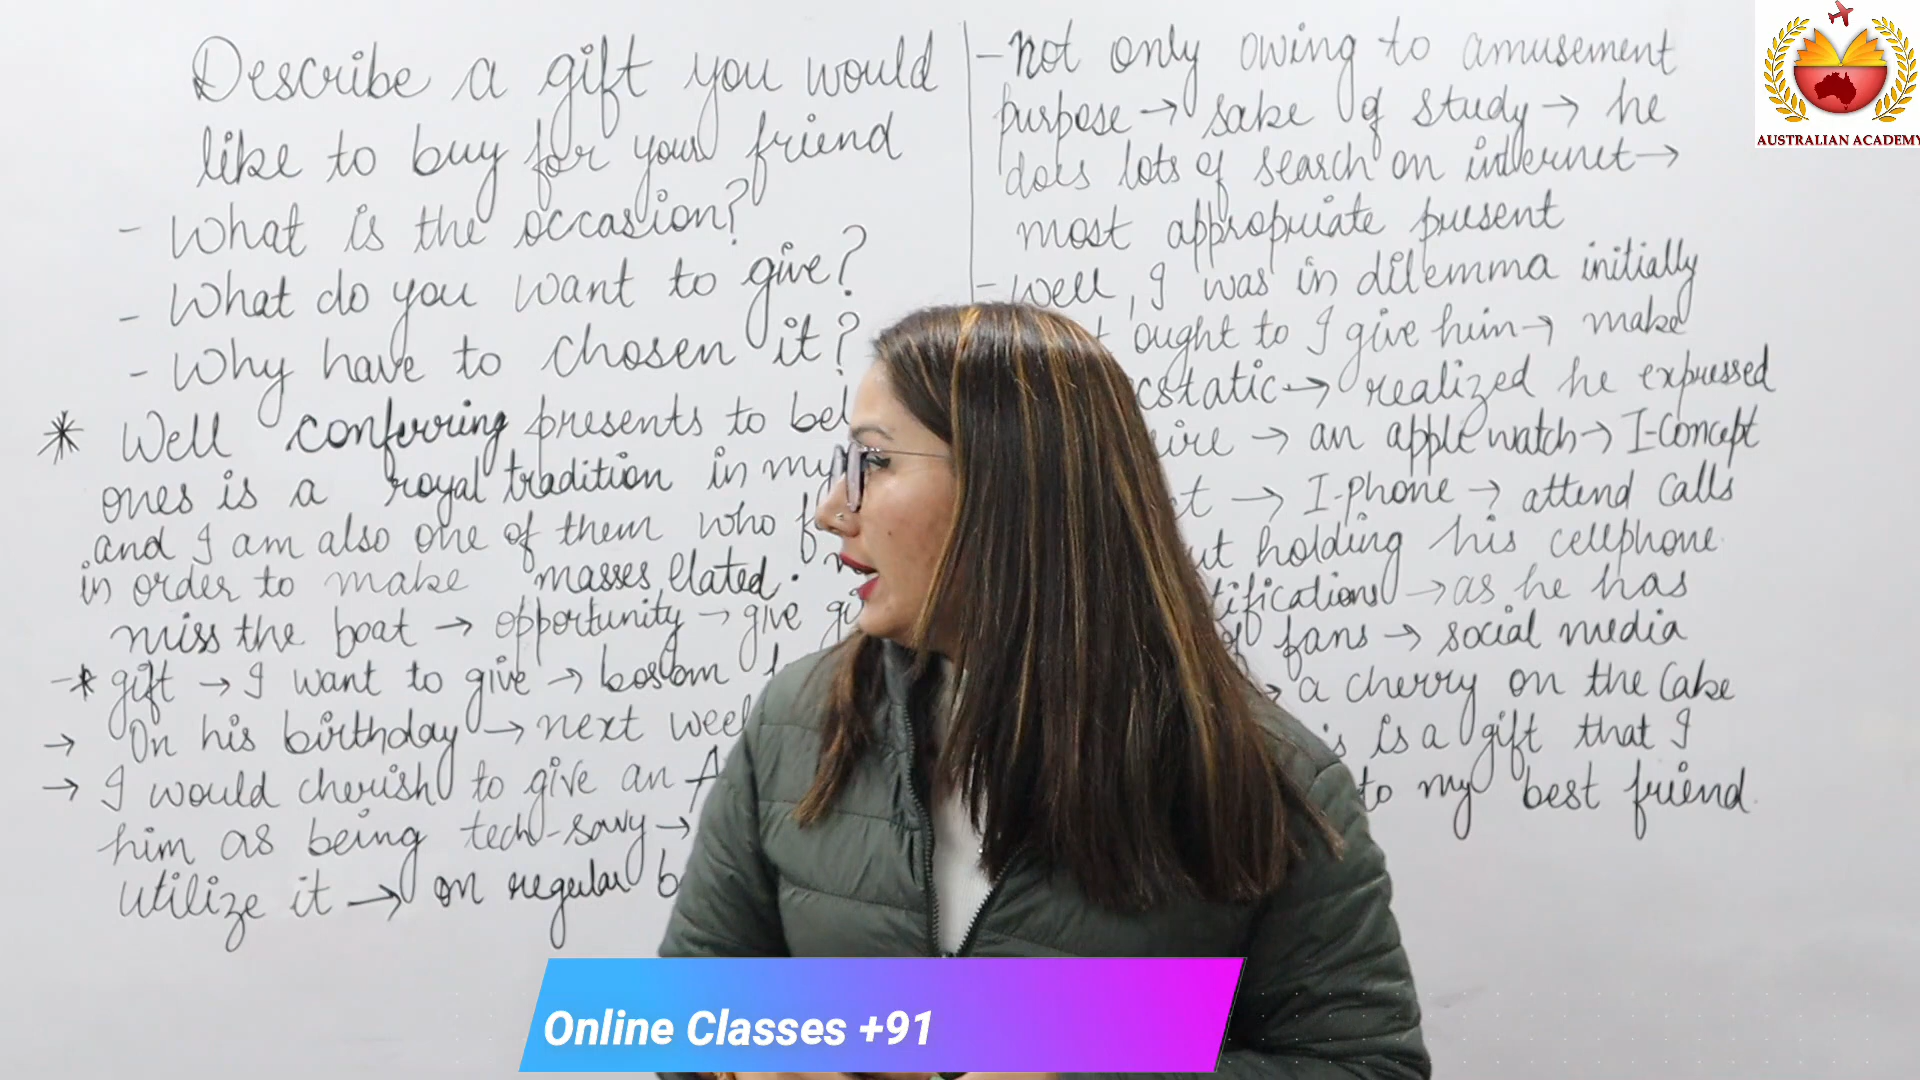 Describe a gift you would
like to buy for your friend
- What is the occasion?
- What do you want to give?
- Why have to chosen it?
* Well conferring presents to
ones is a royal tradition in my
and I am also one of them who
in order to make masses elated.
miss the boat → opportunity → give
* gift → I want to give → bosom
→ On his birthday → next
→ I would cherish to give an
him as being tech-savvy →
utilize it → on regular
- not only owing to amusement
purpose → sake of study → he
does lots of search on internet →
most appropriate present
- well, I was in dilemma initially
ought to I give him → make
→ realized he expressed
→ an apple watch → I-Concept
→ I-Phone → attend calls
holding his cellphone
→ as he has
of fans → social media
→ a cherry on the cake
is a gift that I
to my best friend.
AUSTRALIAN ACADEMY
Online Classes +91